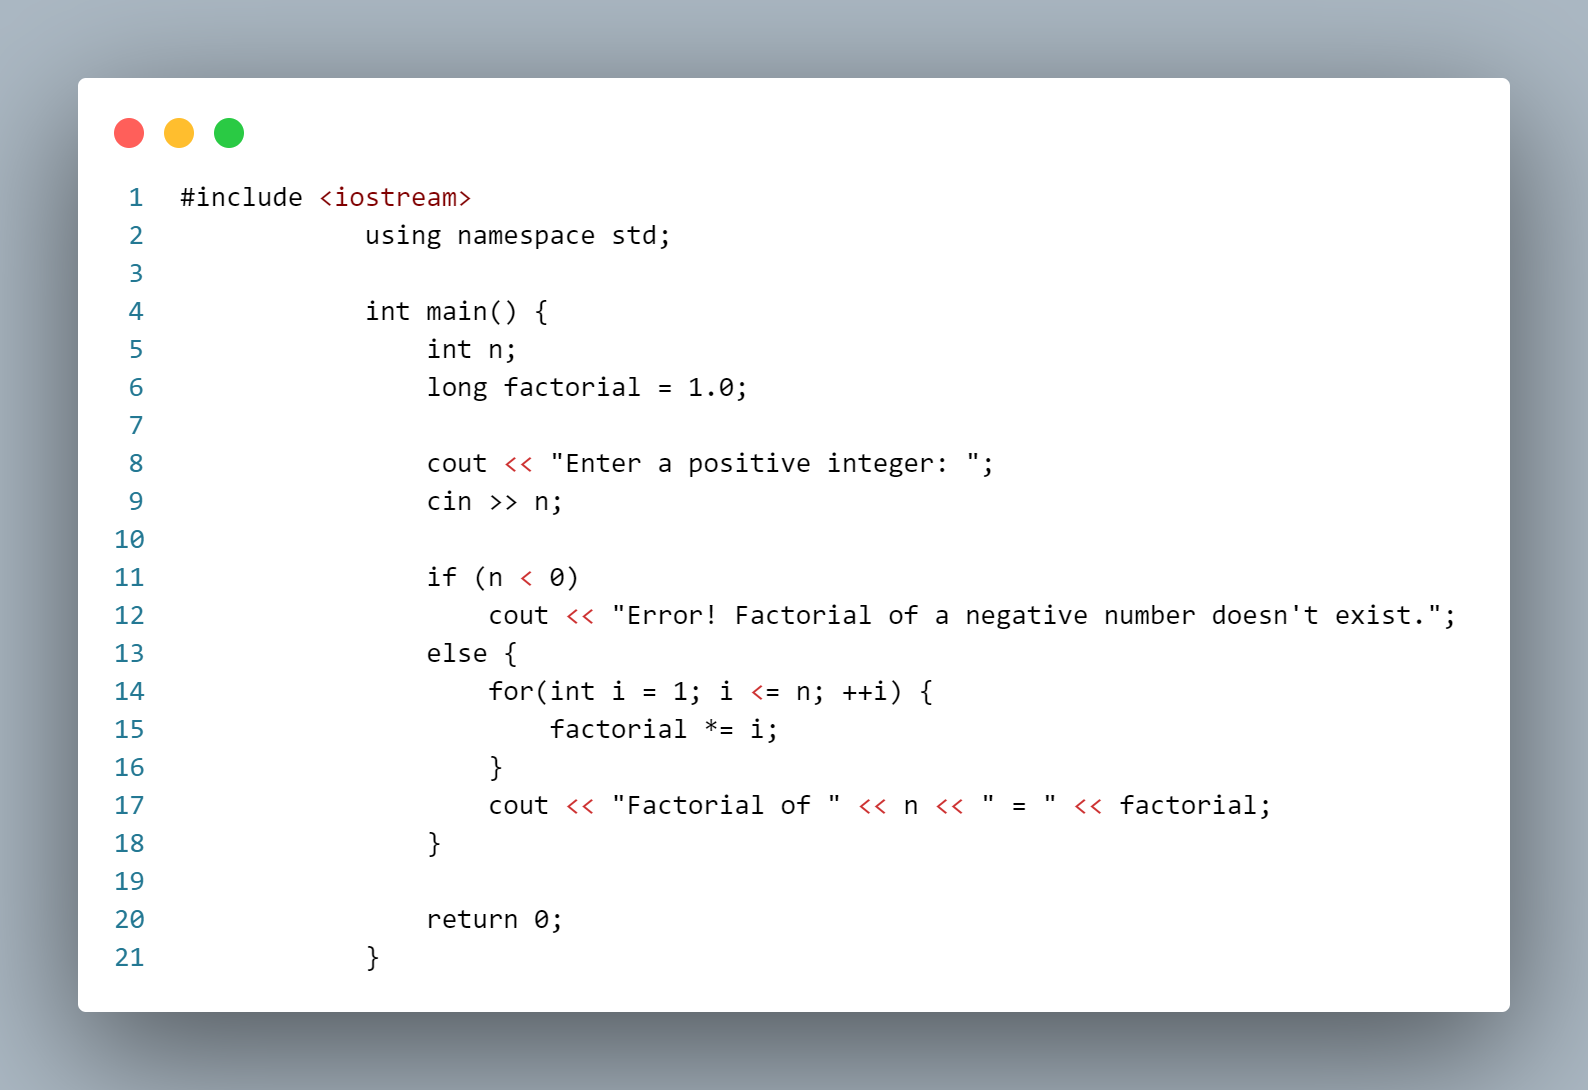 1 #include <iostream>
2 using namespace std;
3
4 int main() {
5 int n;
6 long factorial = 1.0;
7
8 cout << "Enter a positive integer: ";
9 cin >> n;
10
11 if (n < 0)
12 cout << "Error! Factorial of a negative number doesn't exist.";
13 else {
14 for(int i = 1; i <= n; ++i) {
15 factorial *= i;
16 }
17 cout << "Factorial of " << n << " = " << factorial;
18 }
19
20 return 0;
21 }